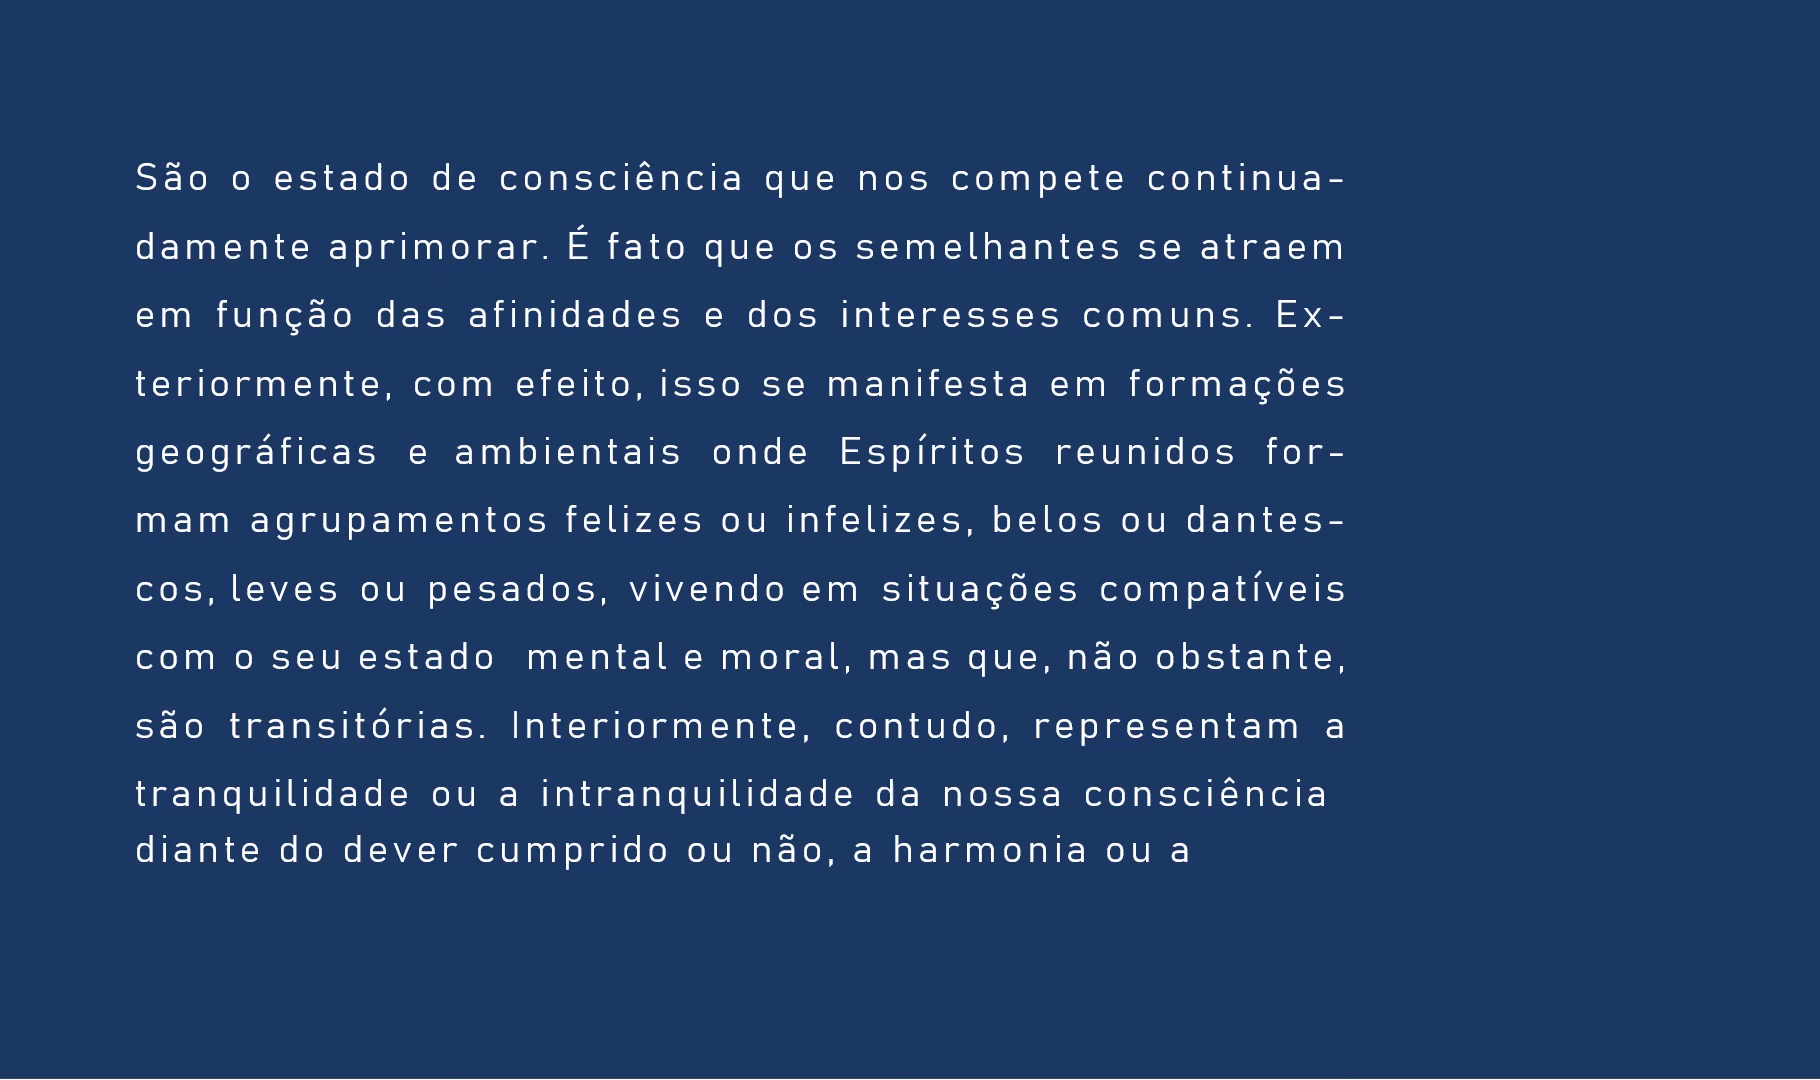 São o estado de consciência que nos compete continua-
damente aprimorar. É fato que os semelhantes se atraem
em função das afinidades e dos interesses comuns. Ex-
teriormente, com efeito, isso se manifesta em formações
geográficas e ambientais onde Espíritos reunidos for-
mam agrupamentos felizes ou infelizes, belos ou dantes-
cos, leves ou pesados, vivendo em situações compatíveis
com o seu estado mental e moral, mas que, não obstante,
são transitórias. Interiormente, contudo, representam a
tranquilidade ou a intranquilidade da nossa consciência
diante do dever cumprido ou não, a harmonia ou a